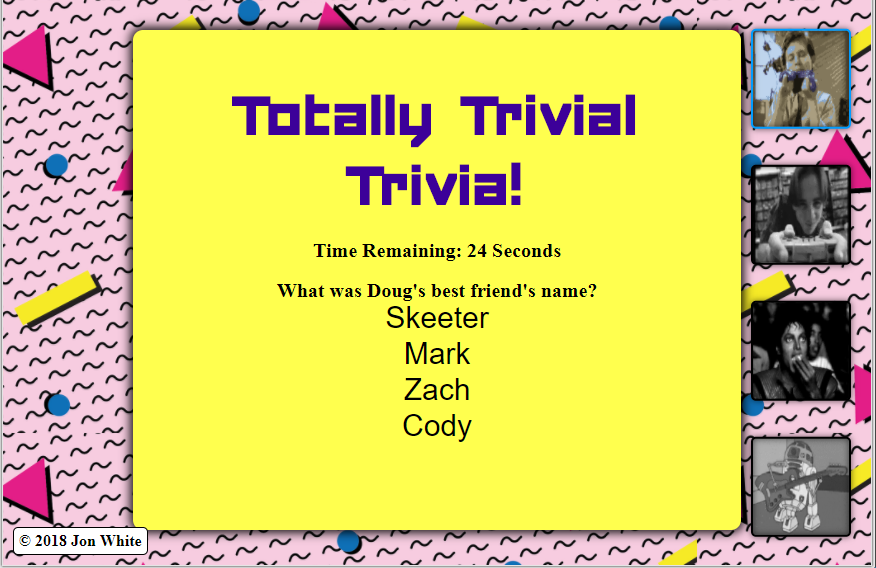 Totally Trivial
Trivia!
Time Remaining: 24 Seconds
What was Doug's best friend's name?
Skeeter
Mark
Zach
Cody
© 2018 Jon White